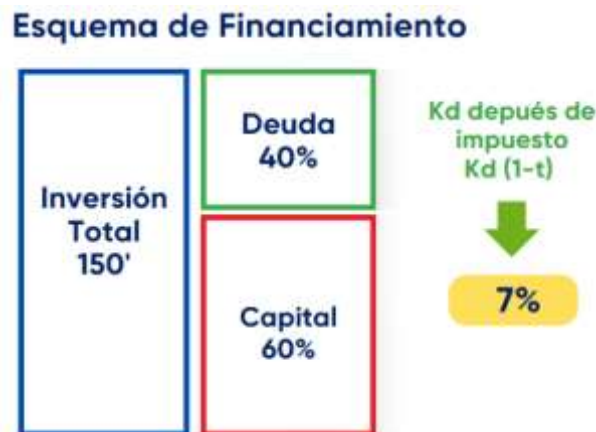 Esquema de Financiamiento
Inversión
Total
150'
Deuda
40%
Capital
60%
Kd depués de
impuesto
Kd (1-t)
7%